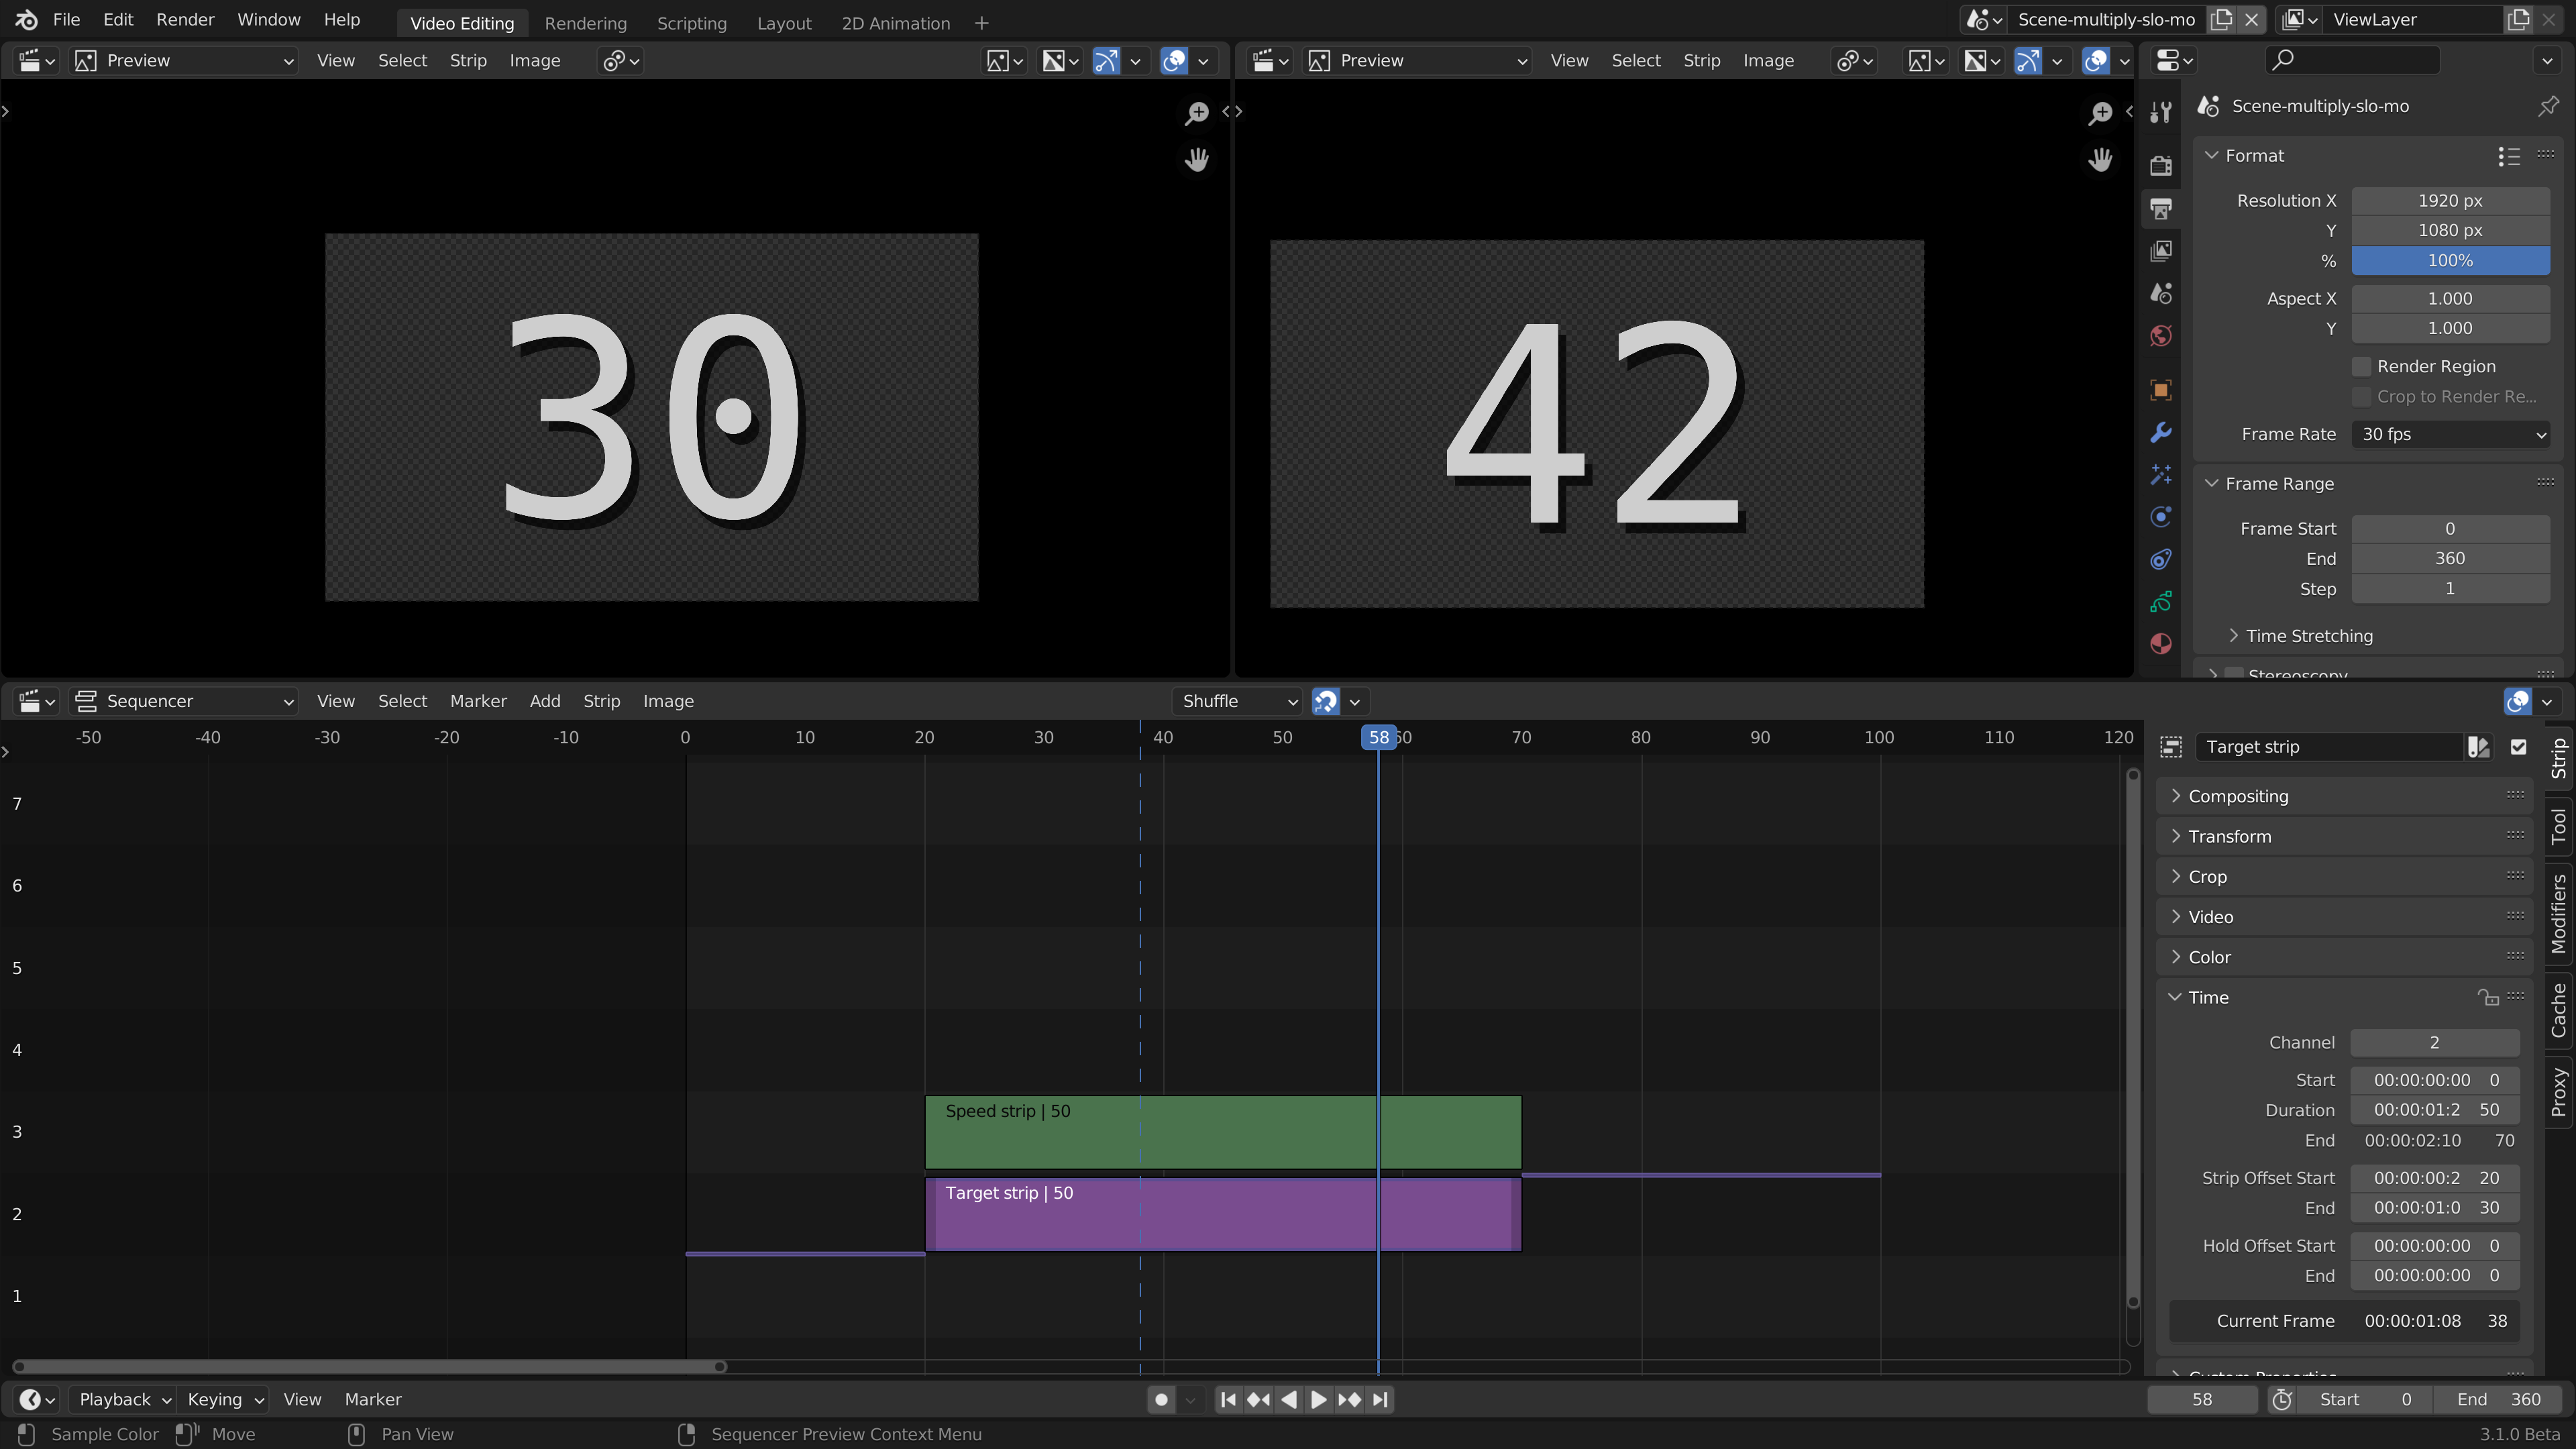 File Edit Render Window Help Video Editing Rendering Scripting Layout 2D Animation + Scene-multiply-slo-mo ViewLayer
Preview View Select Strip Image Preview View Select Strip Image
Scene-multiply-slo-mo
Format
Resolution X 1920 px
Y 1080 px
% 100%
Aspect X 1.000
Y 1.000
Render Region
Crop to Render Re...
Frame Rate 30 fps
Frame Range
Frame Start 0
End 360
Step 1
Time Stretching
Stereoscopy
30
42
Sequencer View Select Marker Add Strip Image Shuffle
-50 -40 -30 -20 -10 0 10 20 30 40 50 58 60 70 80 90 100 110 120
7
6
5
4
3
2
1
Speed strip | 50
Target strip | 50
Target strip
Compositing
Transform
Crop
Video
Color
Time
Channel 2
Start 00:00:00:00 0
Duration 00:00:01:2 50
End 00:00:02:10 70
Strip Offset Start 00:00:00:2 20
End 00:00:01:0 30
Hold Offset Start 00:00:00:00 0
End 00:00:00:00 0
Current Frame 00:00:01:08 38
Custom Properties
Strip
Tool
Modifiers
Cache
Proxy
Playback Keying View Marker 58 Start 0 End 360
Sample Color Move Pan View Sequencer Preview Context Menu 3.1.0 Beta